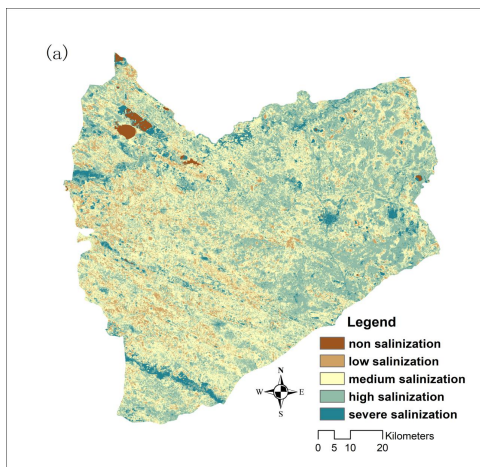 (a)
Legend
non salinization
low salinization
medium salinization
high salinization
severe salinization
N
W E
S
Kilometers
0 5 10 20